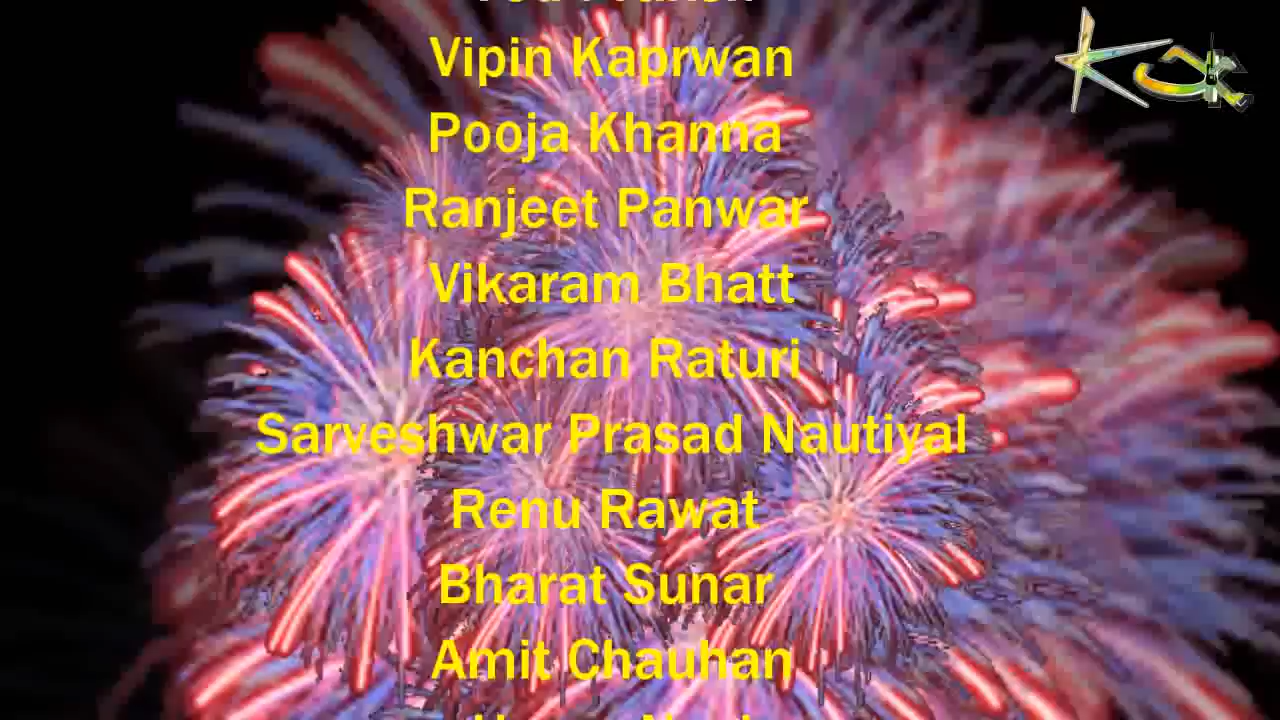 Vipin Kaprwan
Pooja Khanna
Ranjeet Panwar
Vikaram Bhatt
Kanchan Raturi
Sarveshwar Prasad Nautiyal
Renu Rawat
Bharat Sunar
Amit Chauhan